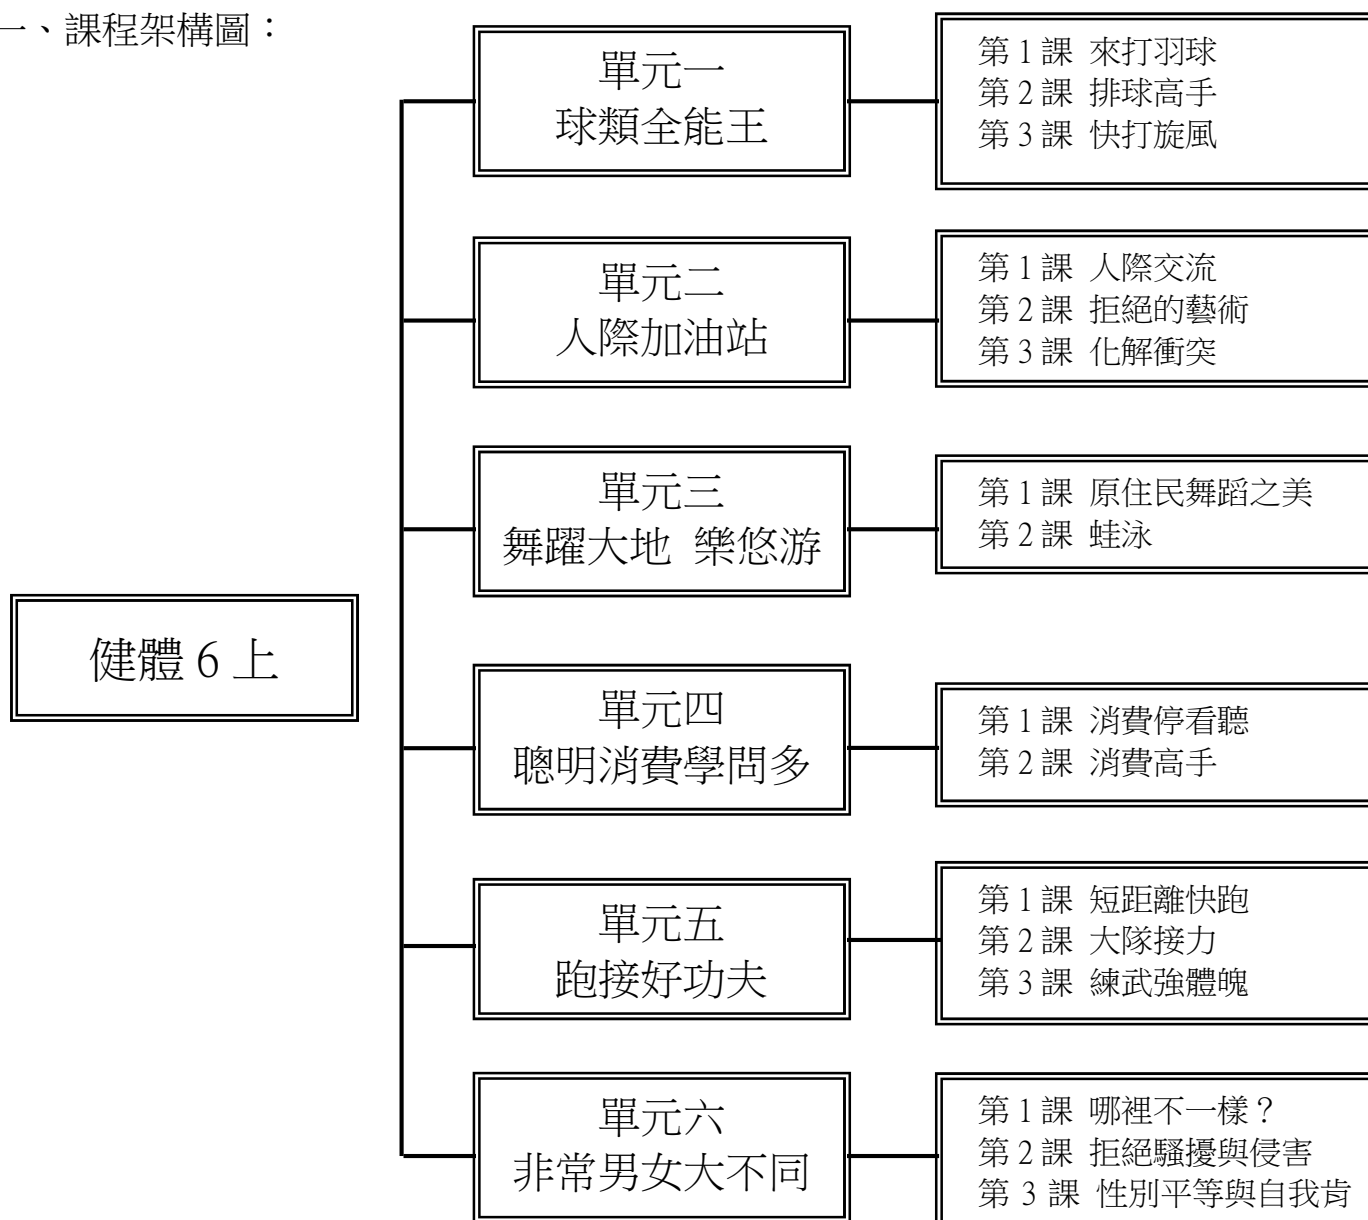 一、課程架構圖：
健體 6 上
單元一
球類全能王
第 1 課 來打羽球
第 2 課 排球高手
第 3 課 快打旋風
單元二
人際加油站
第 1 課 人際交流
第 2 課 拒絕的藝術
第 3 課 化解衝突
單元三
舞躍大地 樂悠游
第 1 課 原住民舞蹈之美
第 2 課 蛙泳
單元四
聰明消費學問多
第 1 課 消費停看聽
第 2 課 消費高手
單元五
跑接好功夫
第 1 課 短距離快跑
第 2 課 大隊接力
第 3 課 練武強體魄
單元六
非常男女大不同
第 1 課 哪裡不一樣？
第 2 課 拒絕騷擾與侵害
第 3 課 性別平等與自我肯